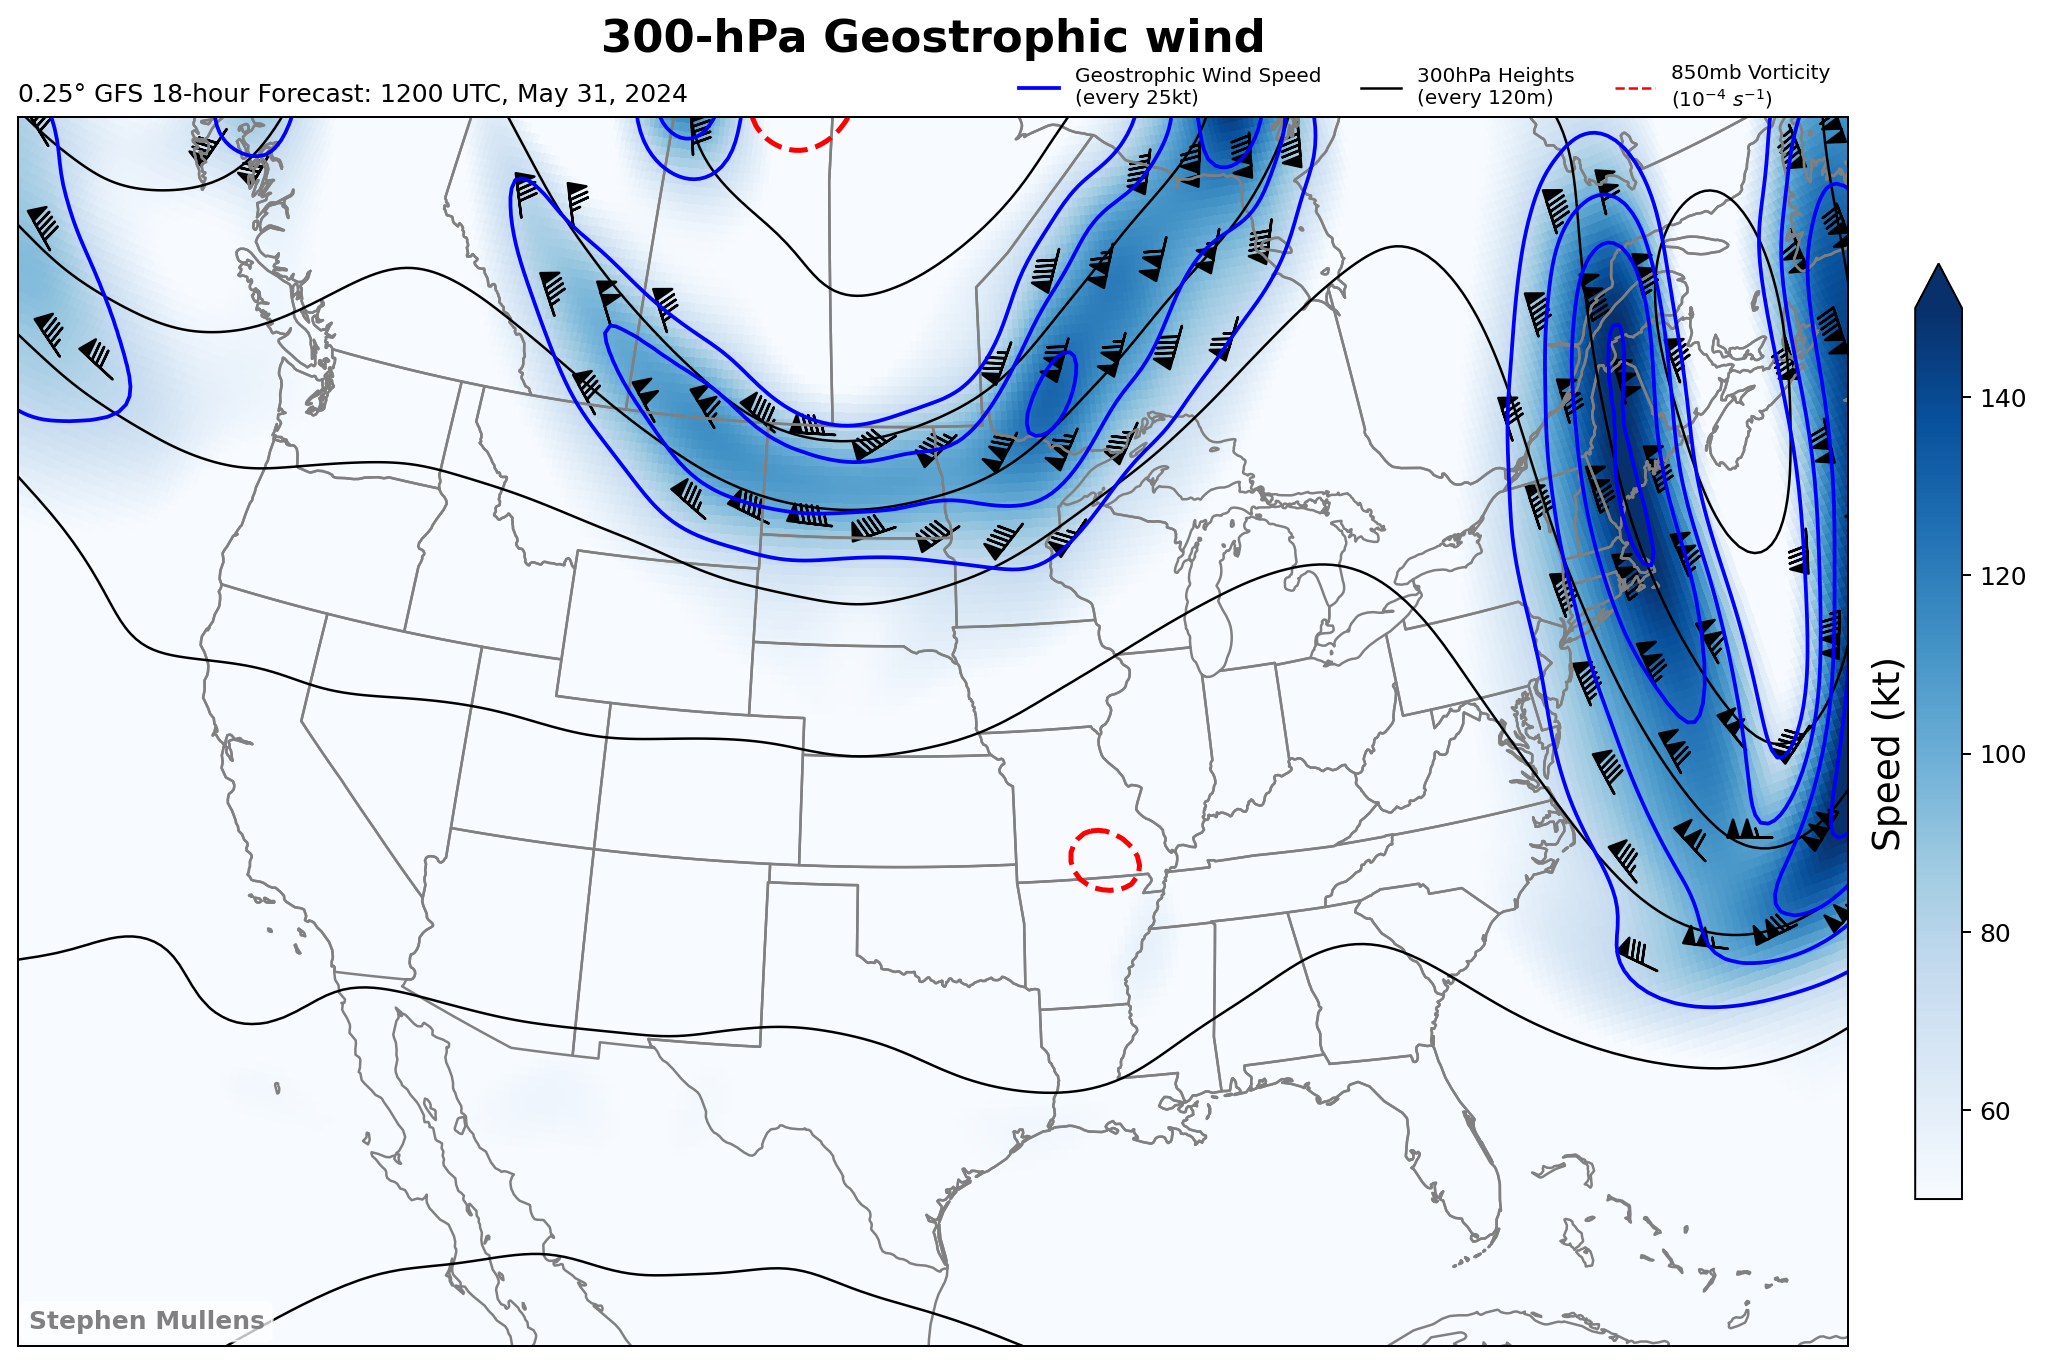 300-hPa Geostrophic wind
0.25° GFS 18-hour Forecast: 1200 UTC, May 31, 2024
Geostrophic Wind Speed
(every 25kt)
300hPa Heights
(every 120m)
850mb Vorticity
(10⁻⁴ s⁻¹)
140
120
100
80
60
Speed (kt)
Stephen Mullens